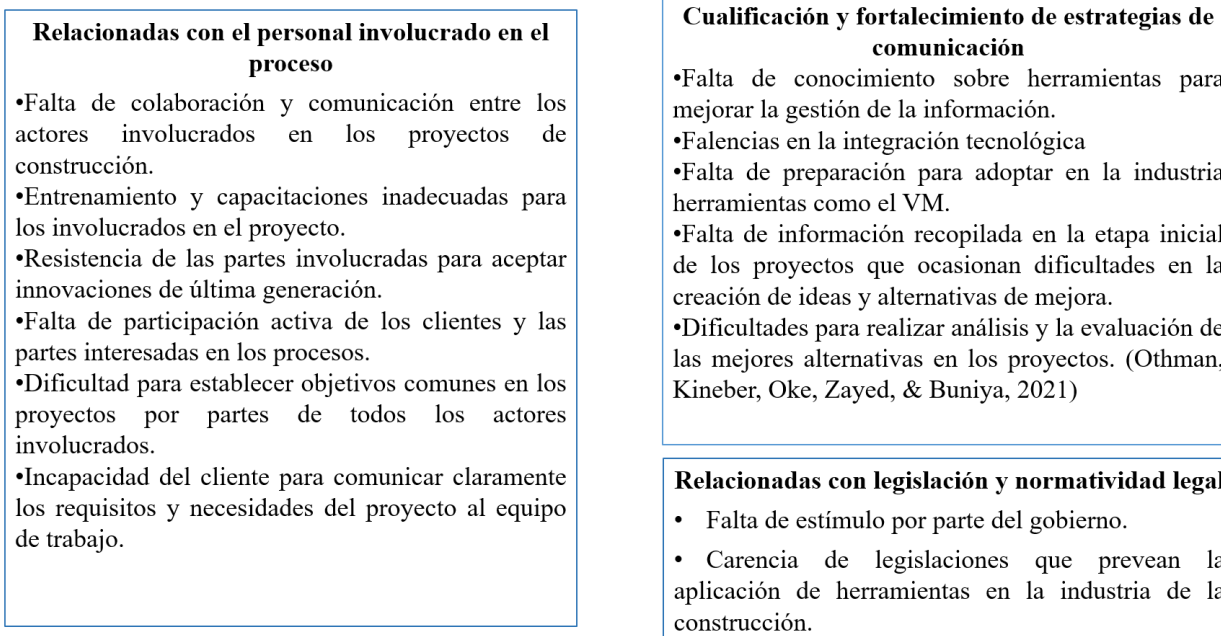 Relacionadas con el personal involucrado en el
proceso
•Falta de colaboración y comunicación entre los
actores involucrados en los proyectos de
construcción.
•Entrenamiento y capacitaciones inadecuadas para
los involucrados en el proyecto.
•Resistencia de las partes involucradas para aceptar
innovaciones de última generación.
•Falta de participación activa de los clientes y las
partes interesadas en los procesos.
•Dificultad para establecer objetivos comunes en los
proyectos por partes de todos los actores
involucrados.
•Incapacidad del cliente para comunicar claramente
los requisitos y necesidades del proyecto al equipo
de trabajo.
Cualificación y fortalecimiento de estrategias de
comunicación
•Falta de conocimiento sobre herramientas para
mejorar la gestión de la información.
•Falencias en la integración tecnológica
•Falta de preparación para adoptar en la industria
herramientas como el VM.
•Falta de información recopilada en la etapa inicial
de los proyectos que ocasionan dificultades en la
creación de ideas y alternativas de mejora.
•Dificultades para realizar análisis y la evaluación de
las mejores alternativas en los proyectos. (Othman,
Kineber, Oke, Zayed, & Buniya, 2021)
Relacionadas con legislación y normatividad legal
• Falta de estímulo por parte del gobierno.
• Carencia de legislaciones que prevean la
aplicación de herramientas en la industria de la
construcción.